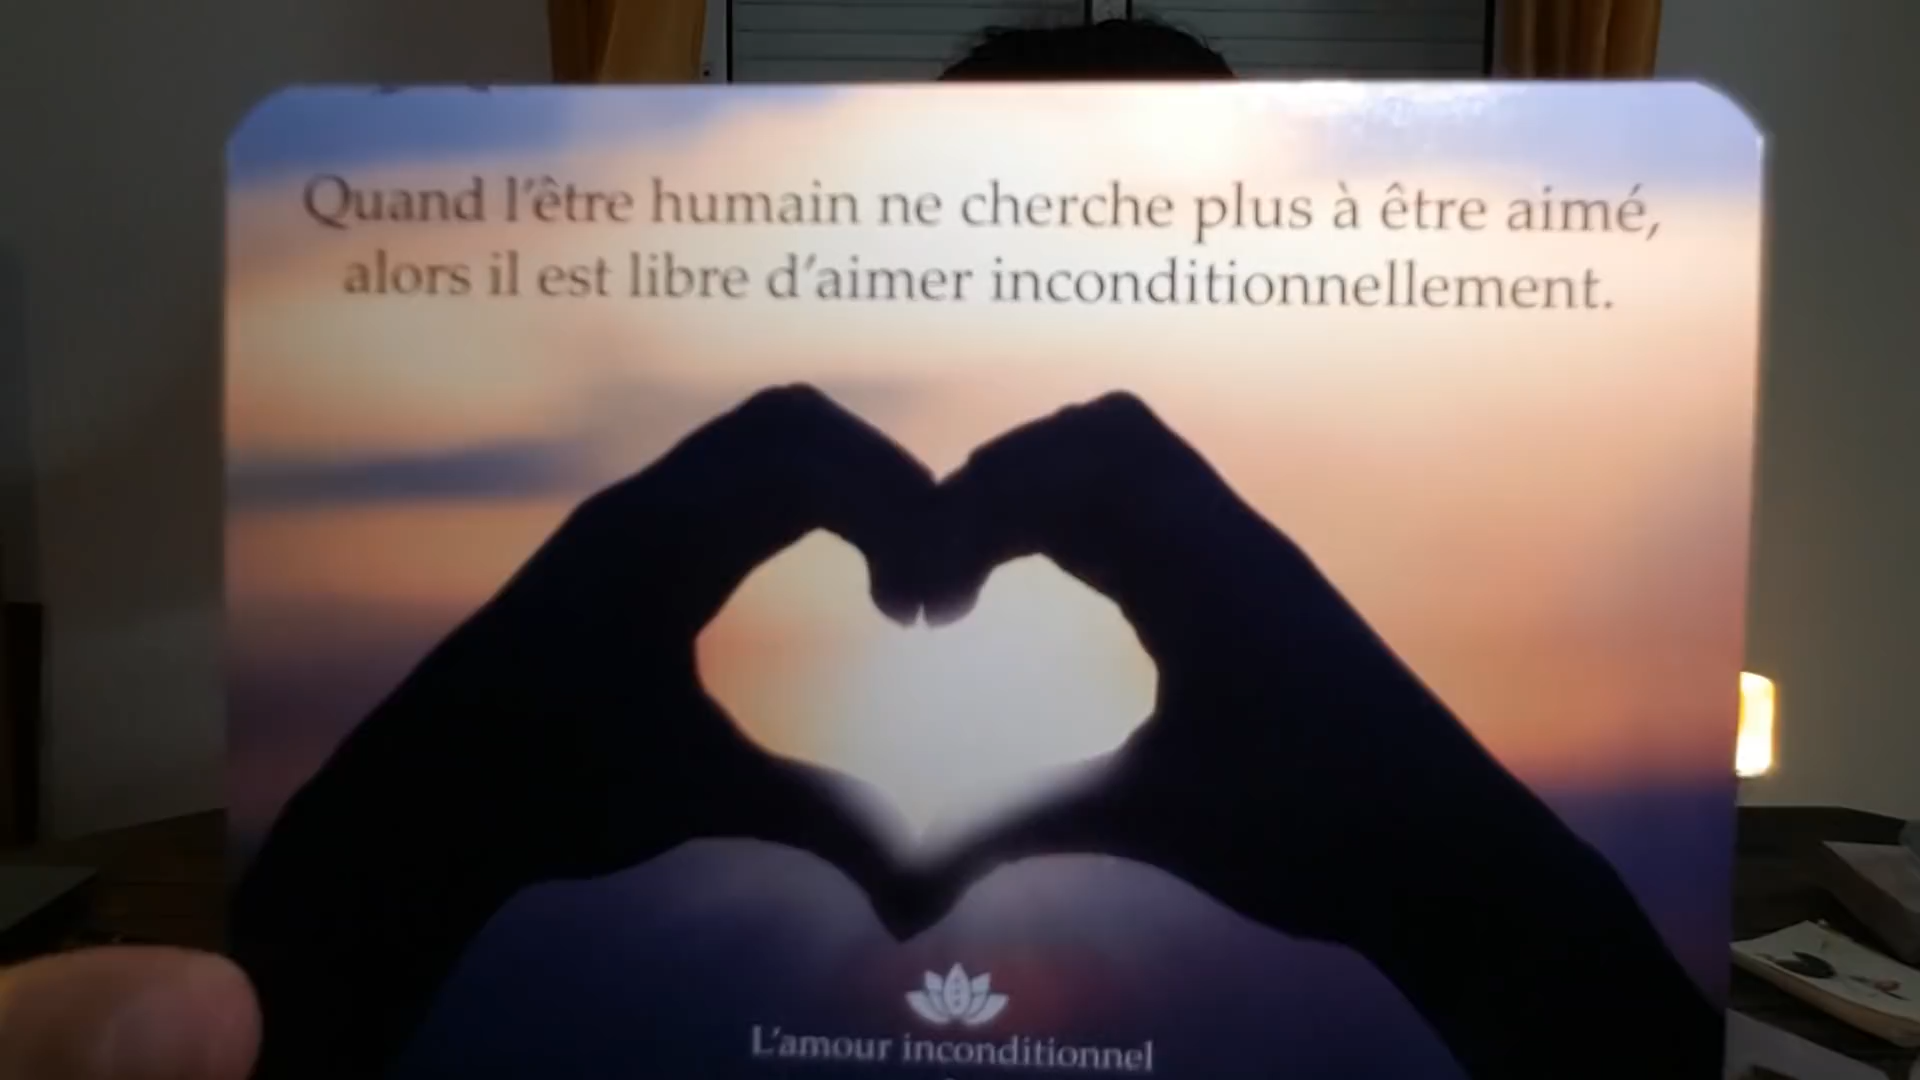 Quand l'être humain ne cherche plus à être aimé,
alors il est libre d'aimer inconditionnellement.
L'amour inconditionnel